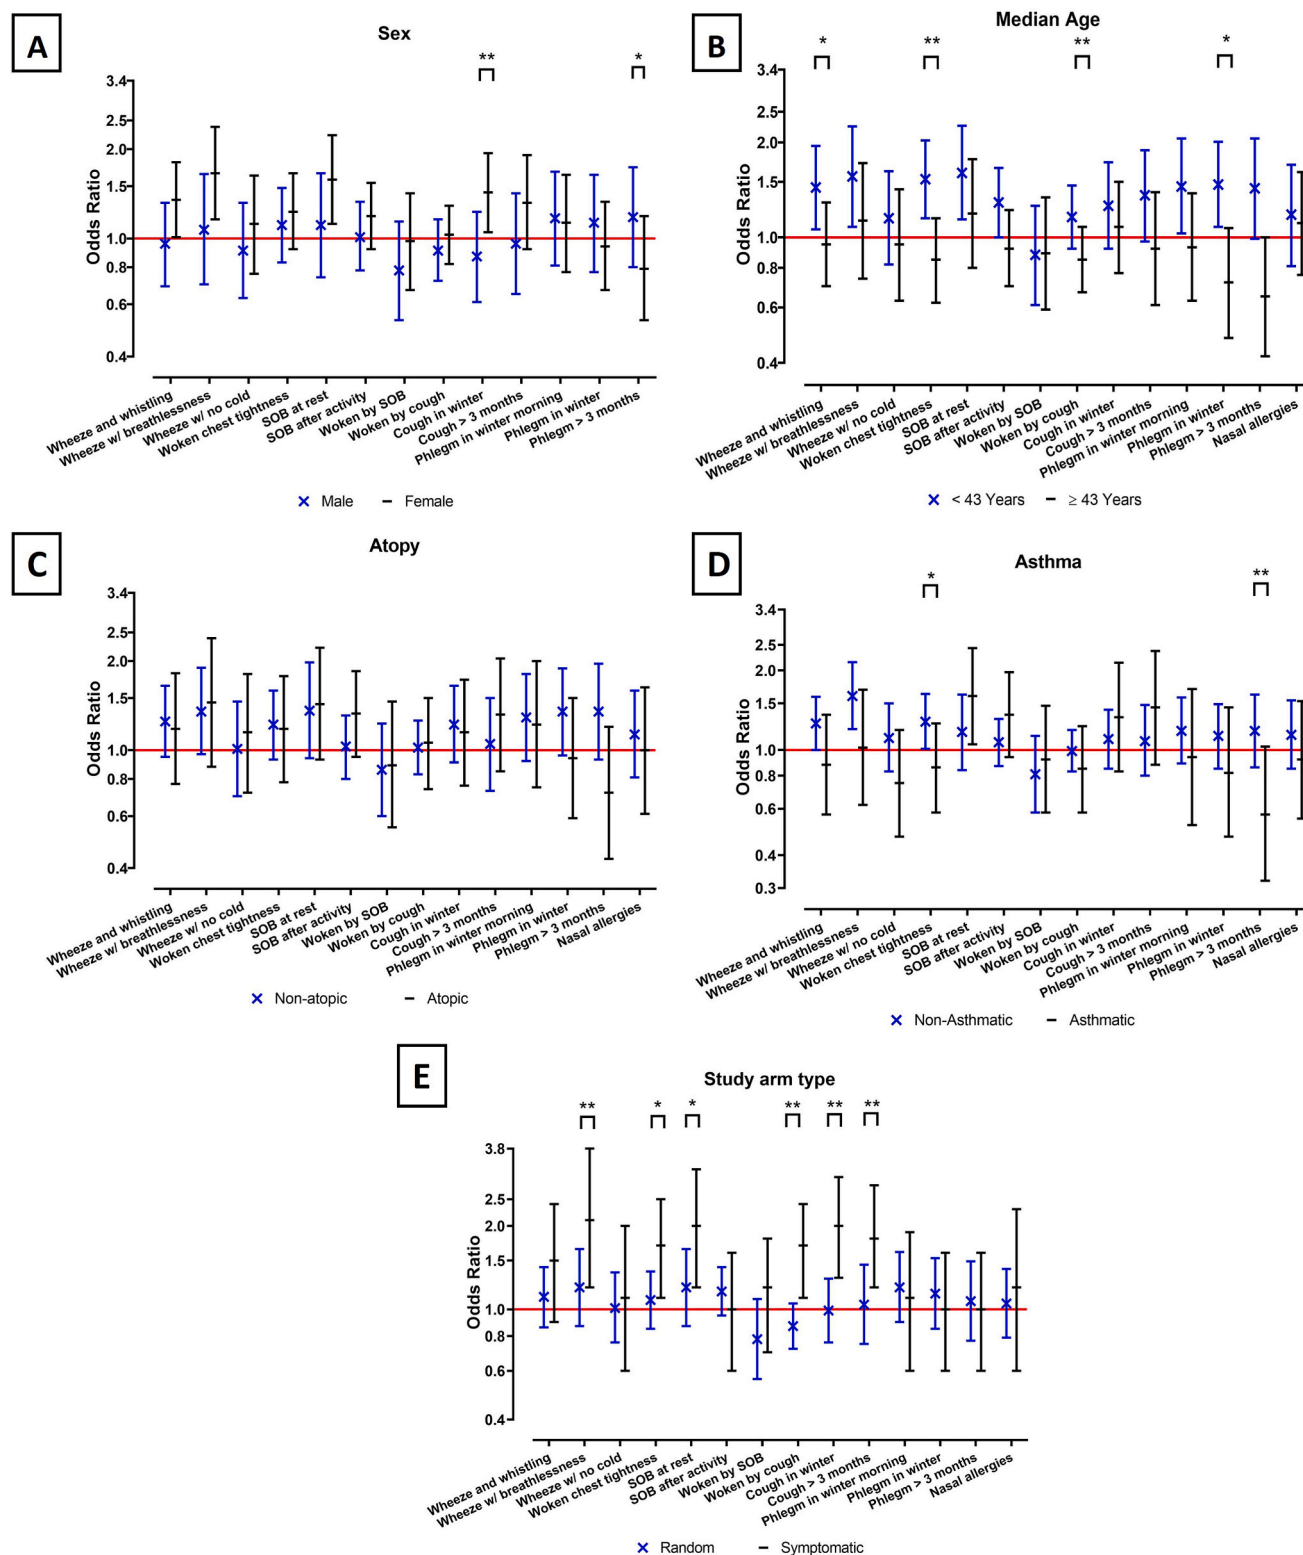 A
Sex
** *
Odds Ratio
3.4
2.5
2.0
1.5
1.0
0.8
0.6
0.4
Wheeze and whistling
Wheeze w/ breathlessness
Wheeze w/ no cold
Woken chest tightness
SOB at rest
SOB after activity
Woken by SOB
Woken by cough
Cough in winter
Cough > 3 months
Phlegm in winter morning
Phlegm in winter
Phlegm > 3 months
Male Female
B
Median Age
* ** ** *
Odds Ratio
3.4
2.5
2.0
1.5
1.0
0.8
0.6
0.4
Wheeze and whistling
Wheeze w/ breathlessness
Wheeze w/ no cold
Woken chest tightness
SOB at rest
SOB after activity
Woken by SOB
Woken by cough
Cough in winter
Cough > 3 months
Phlegm in winter morning
Phlegm in winter
Phlegm > 3 months
Nasal allergies
< 43 Years ≥ 43 Years
C
Atopy
Odds Ratio
3.4
2.5
2.0
1.5
1.0
0.8
0.6
0.4
Wheeze and whistling
Wheeze w/ breathlessness
Wheeze w/ no cold
Woken chest tightness
SOB at rest
SOB after activity
Woken by SOB
Woken by cough
Cough in winter
Cough > 3 months
Phlegm in winter morning
Phlegm in winter
Phlegm > 3 months
Nasal allergies
Non-atopic Atopic
D
Asthma
* **
Odds Ratio
3.4
2.5
2.0
1.5
1.0
0.8
0.6
0.4
0.3
Wheeze and whistling
Wheeze w/ breathlessness
Wheeze w/ no cold
Woken chest tightness
SOB at rest
SOB after activity
Woken by SOB
Woken by cough
Cough in winter
Cough > 3 months
Phlegm in winter morning
Phlegm in winter
Phlegm > 3 months
Nasal allergies
Non-Asthmatic Asthmatic
E
Study arm type
** * * ** ** **
Odds Ratio
3.8
2.5
2.0
1.5
1.0
0.8
0.6
0.4
Wheeze and whistling
Wheeze w/ breathlessness
Wheeze w/ no cold
Woken chest tightness
SOB at rest
SOB after activity
Woken by SOB
Woken by cough
Cough in winter
Cough > 3 months
Phlegm in winter morning
Phlegm in winter
Phlegm > 3 months
Nasal allergies
Random Symptomatic